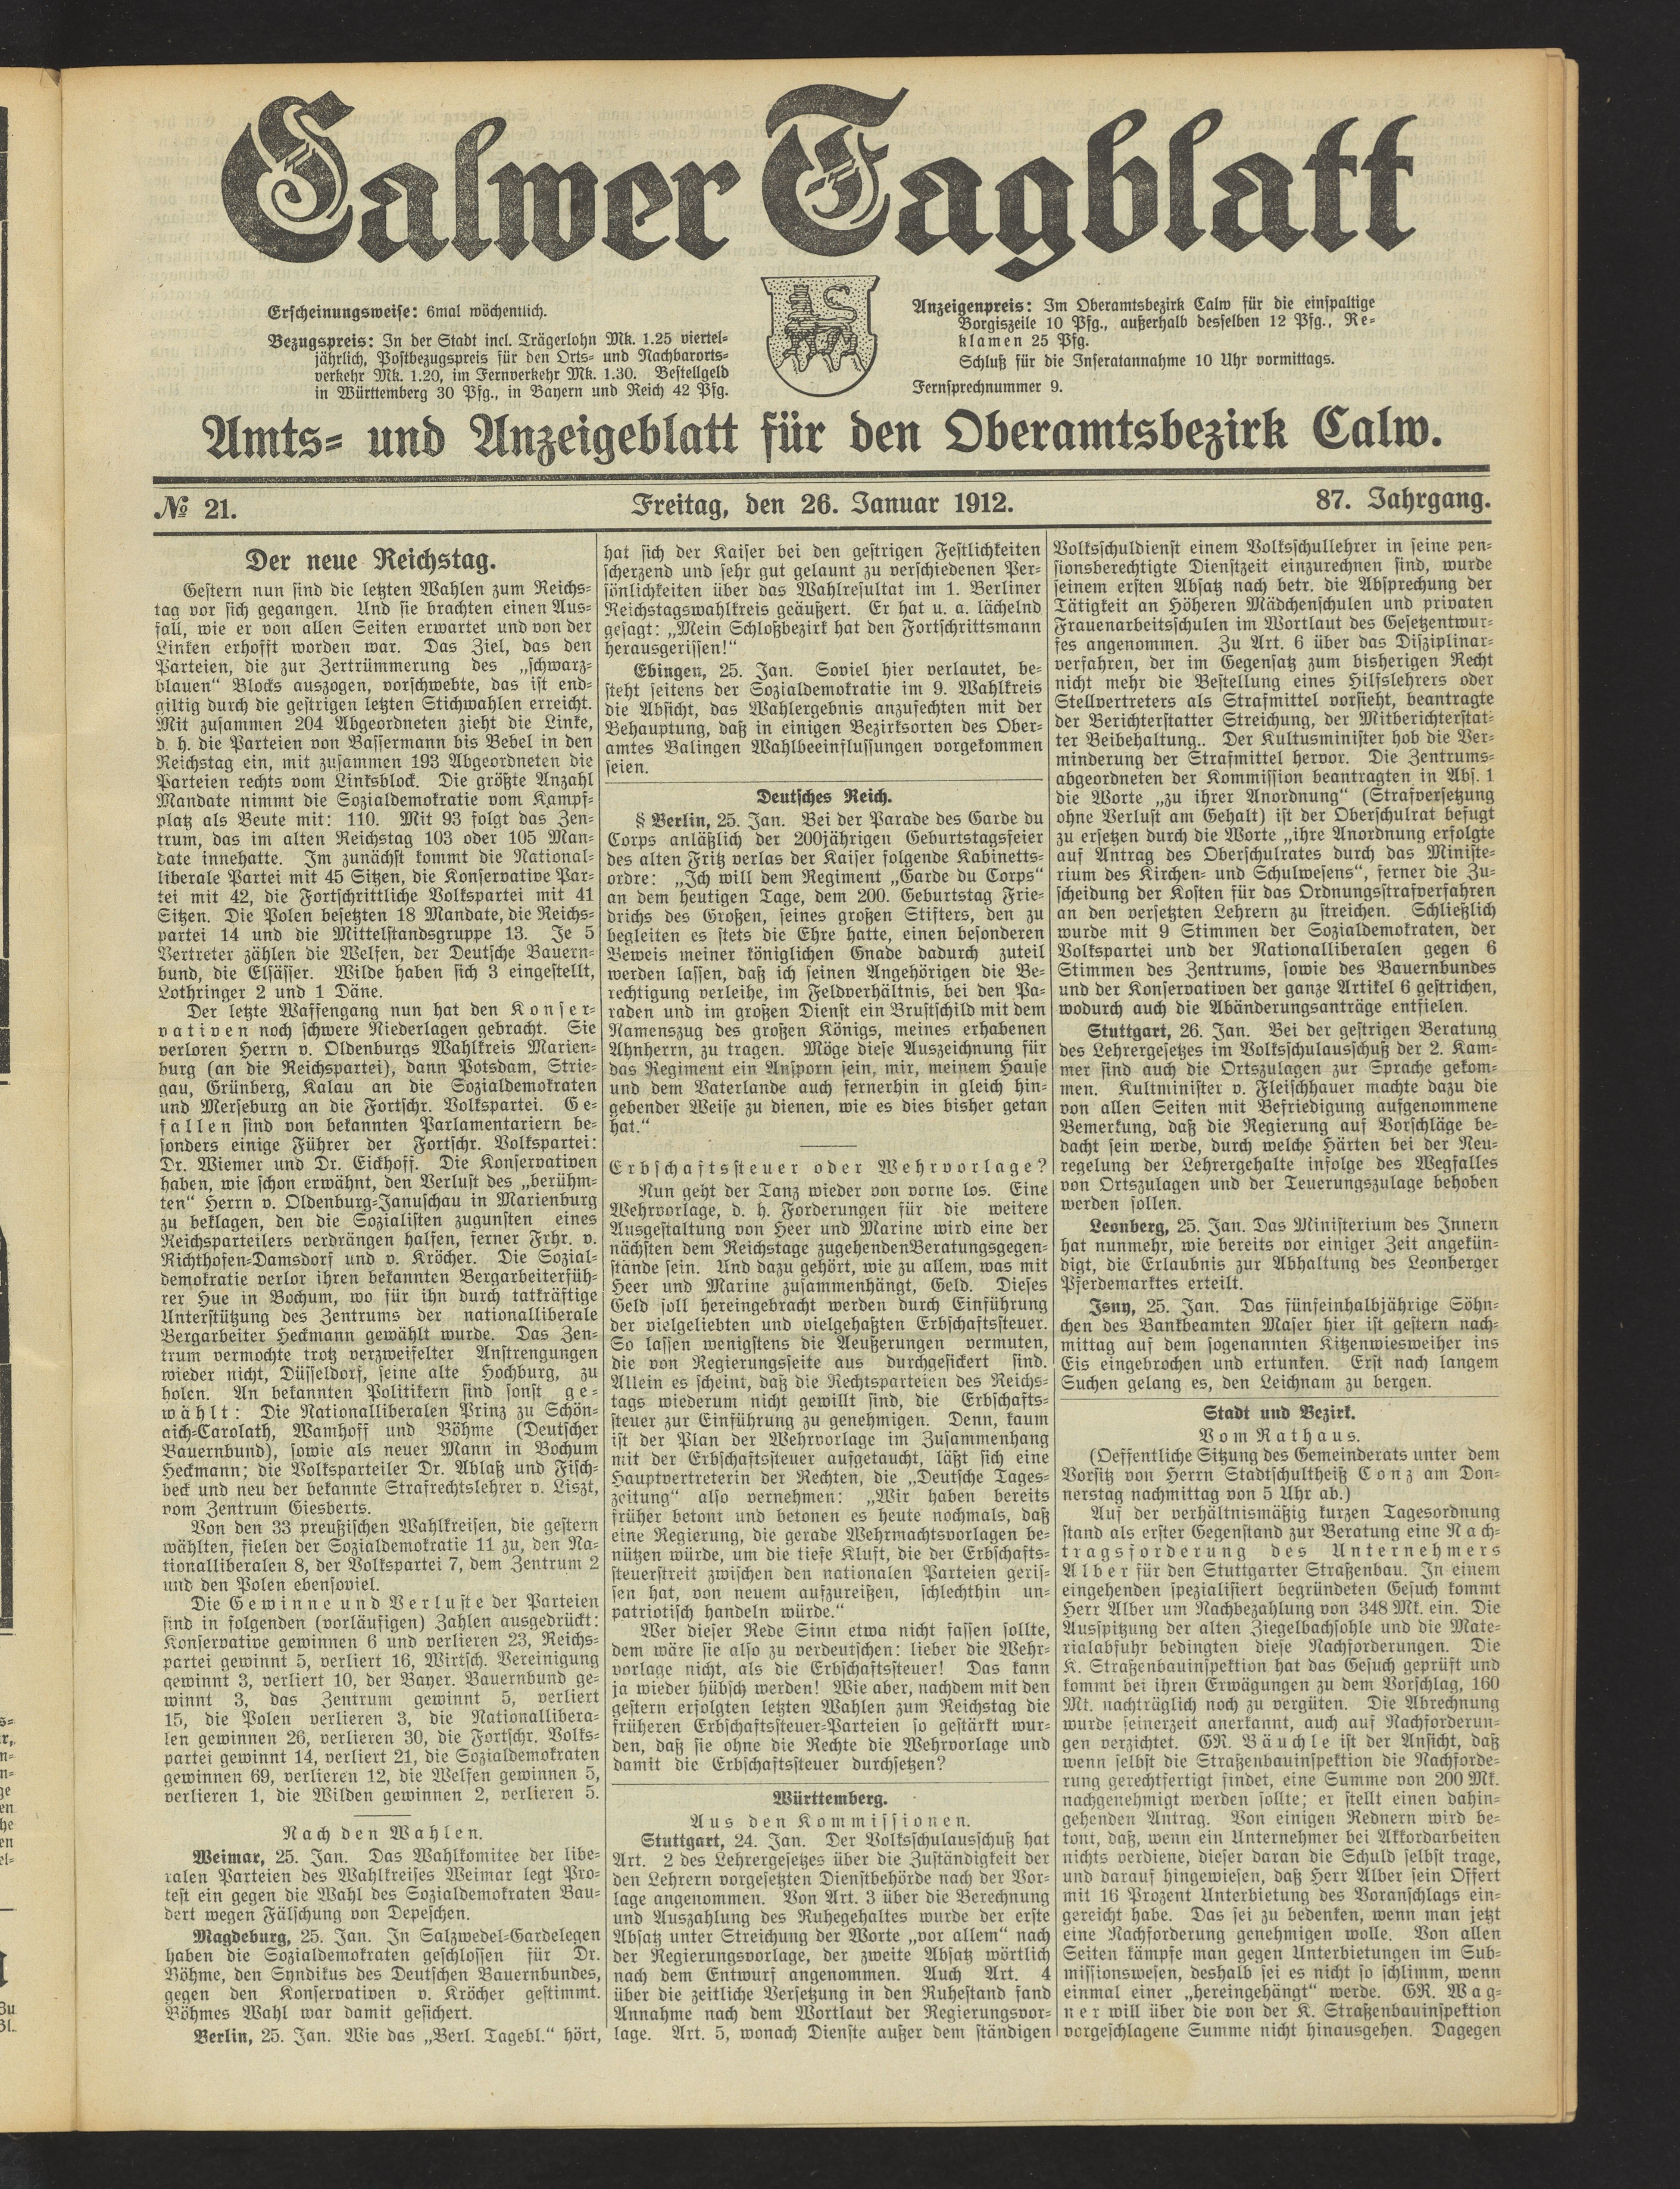 Calwer Tagblatt
Erscheinungsweise: 6mal wöchentlich.
Bezugspreis: In der Stadt incl. Trägerlohn Mk. 1.25 viertel-
jährlich, Postbezugspreis für den Orts- und Nachbarorts-
verkehr Mk. 1.20, im Fernverkehr Mk. 1.30. Bestellgeld
in Württemberg 30 Pfg., in Bayern und Reich 42 Pfg.
Anzeigenpreis: Im Oberamtsbezirk Calw für die einspaltige
Borgiszeile 10 Pfg., außerhalb desselben 12 Pfg., Re-
klamen 25 Pfg.
Schluß für die Inseratannahme 10 Uhr vormittags.
Fernsprechnummer 9.
Amts- und Anzeigeblatt für den Oberamtsbezirk Calw.
№ 21.
Freitag, den 26. Januar 1912.
87. Jahrgang.
Der neue Reichstag.
Gestern nun sind die letzten Wahlen zum Reichs-
tag vor sich gegangen. Und sie brachten einen Aus-
fall, wie er von allen Seiten erwartet und von der
Linken erhofft worden war. Das Ziel, das den
Parteien, die zur Zertrümmerung des „schwarz-
blauen“ Blocks auszogen, vorschwebte, das ist end-
giltig durch die gestrigen letzten Stichwahlen erreicht.
Mit zusammen 204 Abgeordneten zieht die Linke,
d. h. die Parteien von Bassermann bis Bebel in den
Reichstag ein, mit zusammen 193 Abgeordneten die
Parteien rechts vom Linksblock. Die größte Anzahl
Mandate nimmt die Sozialdemokratie vom Kampf-
platz als Beute mit: 110. Mit 93 folgt das Zen-
trum, das im alten Reichstag 103 oder 105 Man-
date innehatte. Im zunächst kommt die National-
liberale Partei mit 45 Sitzen, die Konservative Par-
tei mit 42, die Fortschrittliche Volkspartei mit 41
Sitzen. Die Polen besetzten 18 Mandate, die Reichs-
partei 14 und die Mittelstandsgruppe 13. Je 5
Vertreter zählen die Welfen, der Deutsche Bauern-
bund, die Elsässer. Wilde haben sich 3 eingestellt,
Lothringer 2 und 1 Däne.
Der letzte Waffengang nun hat den Konser-
vativen noch schwere Niederlagen gebracht. Sie
verloren Herrn v. Oldenburgs Wahlkreis Marien-
burg (an die Reichspartei), dann Potsdam, Strie-
gau, Grünberg, Kalau an die Sozialdemokraten
und Merseburg an die Fortschr. Volkspartei. Ge-
fallen sind von bekannten Parlamentariern be-
sonders einige Führer der Fortschr. Volkspartei:
Dr. Wiemer und Dr. Eickhoff. Die Konservativen
haben, wie schon erwähnt, den Verlust des „berühm-
ten“ Herrn v. Oldenburg-Januschau in Marienburg
zu beklagen, den die Sozialisten zugunsten eines
Reichsparteilers verdrängen halfen, ferner Frhr. v.
Richthofen-Damsdorf und v. Kröcher. Die Sozial-
demokratie verlor ihren bekannten Bergarbeiterfüh-
rer Hue in Bochum, wo für ihn durch tatkräftige
Unterstützung des Zentrums der nationalliberale
Bergarbeiter Heckmann gewählt wurde. Das Zen-
trum vermochte trotz verzweifelter Anstrengungen
wieder nicht, Düsseldorf, seine alte Hochburg, zu
holen. An bekannten Politikern sind sonst ge-
wählt: Die Nationalliberalen Prinz zu Schön-
aich-Carolath, Wamhoff und Böhme (Deutscher
Bauernbund), sowie als neuer Mann in Bochum
Heckmann; die Volksparteiler Dr. Ablaß und Fisch-
beck und neu der bekannte Strafrechtslehrer v. Liszt,
vom Zentrum Giesberts.
Von den 33 preußischen Wahlkreisen, die gestern
wählten, fielen der Sozialdemokratie 11 zu, den Na-
tionalliberalen 8, der Volkspartei 7, dem Zentrum 2
und den Polen ebensoviel.
Die Gewinne und Verluste der Parteien
sind in folgenden (vorläufigen) Zahlen ausgedrückt:
Konservative gewinnen 6 und verlieren 23, Reichs-
partei gewinnt 5, verliert 16, Wirtsch. Vereinigung
gewinnt 3, verliert 10, der Bayer. Bauernbund ge-
winnt 3, das Zentrum gewinnt 5, verliert
15, die Polen verlieren 3, die Nationallibera-
len gewinnen 26, verlieren 30, die Fortschr. Volks-
partei gewinnt 14, verliert 21, die Sozialdemokraten
gewinnen 69, verlieren 12, die Welfen gewinnen 5,
verlieren 1, die Wilden gewinnen 2, verlieren 5.
Nach den Wahlen.
Weimar, 25. Jan. Das Wahlkomitee der libe-
ralen Parteien des Wahlkreises Weimar legt Pro-
test ein gegen die Wahl des Sozialdemokraten Bau-
dert wegen Fälschung von Depeschen.
Magdeburg, 25. Jan. In Salzwedel-Gardelegen
haben die Sozialdemokraten geschlossen für Dr.
Böhme, den Syndikus des Deutschen Bauernbundes,
gegen den Konservativen v. Kröcher gestimmt.
Böhmes Wahl war damit gesichert.
Berlin, 25. Jan. Wie das „Berl. Tagebl.“ hört,
hat sich der Kaiser bei den gestrigen Festlichkeiten
scherzend und sehr gut gelaunt zu verschiedenen Per-
sönlichkeiten über das Wahlresultat im 1. Berliner
Reichstagswahlkreis geäußert. Er hat u. a. lächelnd
gesagt: „Mein Schloßbezirk hat den Fortschrittsmann
herausgerissen!“
Ebingen, 25. Jan. Soviel hier verlautet, be-
steht seitens der Sozialdemokratie im 9. Wahlkreis
die Absicht, das Wahlergebnis anzufechten mit der
Behauptung, daß in einigen Bezirksorten des Ober-
amtes Balingen Wahlbeeinflussungen vorgekommen
seien.
Deutsches Reich.
§ Berlin, 25. Jan. Bei der Parade des Garde du
Corps anläßlich der 200jährigen Geburtstagsfeier
des alten Fritz verlas der Kaiser folgende Kabinetts-
ordre: „Ich will dem Regiment „Garde du Corps“
an dem heutigen Tage, dem 200. Geburtstag Frie-
drichs des Großen, seines großen Stifters, den zu
begleiten es stets die Ehre hatte, einen besonderen
Beweis meiner königlichen Gnade dadurch zuteil
werden lassen, daß ich seinen Angehörigen die Be-
rechtigung verleihe, im Feldverhältnis, bei den Pa-
raden und im großen Dienst ein Brustschild mit dem
Namenszug des großen Königs, meines erhabenen
Ahnherrn, zu tragen. Möge diese Auszeichnung für
das Regiment ein Ansporn sein, mir, meinem Hause
und dem Vaterlande auch fernerhin in gleich hin-
gebender Weise zu dienen, wie es dies bisher getan
hat.“
Erbschaftssteuer oder Wehrvorlage?
Nun geht der Tanz wieder von vorne los. Eine
Wehrvorlage, d. h. Forderungen für die weitere
Ausgestaltung von Heer und Marine wird eine der
nächsten dem Reichstage zugehendenBeratungsgegen-
stände sein. Und dazu gehört, wie zu allem, was mit
Heer und Marine zusammenhängt, Geld. Dieses
Geld soll hereingebracht werden durch Einführung
der vielgeliebten und vielgehaßten Erbschaftssteuer.
So lassen wenigstens die Aeußerungen vermuten,
die von Regierungsseite aus durchgesickert sind.
Allein es scheint, daß die Rechtsparteien des Reichs-
tags wiederum nicht gewillt sind, die Erbschafts-
steuer zur Einführung zu genehmigen. Denn, kaum
ist der Plan der Wehrvorlage im Zusammenhang
mit der Erbschaftssteuer aufgetaucht, läßt sich eine
Hauptvertreterin der Rechten, die „Deutsche Tages-
zeitung“ also vernehmen: „Wir haben bereits
früher betont und betonen es heute nochmals, daß
eine Regierung, die gerade Wehrmachtsvorlagen be-
nützen würde, um die tiefe Kluft, die der Erbschafts-
steuerstreit zwischen den nationalen Parteien geris-
sen hat, von neuem aufzureißen, schlechthin un-
patriotisch handeln würde.“
Wer dieser Rede Sinn etwa nicht fassen sollte,
dem wäre sie also zu verdeutschen: lieber die Wehr-
vorlage nicht, als die Erbschaftssteuer! Das kann
ja wieder hübsch werden! Wie aber, nachdem mit den
gestern erfolgten letzten Wahlen zum Reichstag die
früheren Erbschaftssteuer-Parteien so gestärkt wur-
den, daß sie ohne die Rechte die Wehrvorlage und
damit die Erbschaftssteuer durchsetzen?
Württemberg.
Aus den Kommissionen.
Stuttgart, 24. Jan. Der Volksschulausschuß hat
Art. 2 des Lehrergesetzes über die Zuständigkeit der
den Lehrern vorgesetzten Dienstbehörde nach der Vor-
lage angenommen. Von Art. 3 über die Berechnung
und Auszahlung des Ruhegehaltes wurde der erste
Absatz unter Streichung der Worte „vor allem“ nach
der Regierungsvorlage, der zweite Absatz wörtlich
nach dem Entwurf angenommen. Auch Art. 4
über die zeitliche Versetzung in den Ruhestand fand
Annahme nach dem Wortlaut der Regierungsvor-
lage. Art. 5, wonach Dienste außer dem ständigen
Volksschuldienst einem Volksschullehrer in seine pen-
sionsberechtigte Dienstzeit einzurechnen sind, wurde
seinem ersten Absatz nach betr. die Absprechung der
Tätigkeit an Höheren Mädchenschulen und privaten
Frauenarbeitsschulen im Wortlaut des Gesetzentwur-
fes angenommen. Zu Art. 6 über das Disziplinar-
verfahren, der im Gegensatz zum bisherigen Recht
nicht mehr die Bestellung eines Hilfslehrers oder
Stellvertreters als Strafmittel vorsieht, beantragte
der Berichterstatter Streichung, der Mitberichterstat-
ter Beibehaltung.. Der Kultusminister hob die Ver-
minderung der Strafmittel hervor. Die Zentrums-
abgeordneten der Kommission beantragten in Abs. 1
die Worte „zu ihrer Anordnung“ (Strafversetzung
ohne Verlust am Gehalt) ist der Oberschulrat befugt
zu ersetzen durch die Worte „ihre Anordnung erfolgte
auf Antrag des Oberschulrates durch das Ministe-
rium des Kirchen- und Schulwesens“, ferner die Zu-
scheidung der Kosten für das Ordnungsstrafverfahren
an den versetzten Lehrern zu streichen. Schließlich
wurde mit 9 Stimmen der Sozialdemokraten, der
Volkspartei und der Nationalliberalen gegen 6
Stimmen des Zentrums, sowie des Bauernbundes
und der Konservativen der ganze Artikel 6 gestrichen,
wodurch auch die Abänderungsanträge entfielen.
Stuttgart, 26. Jan. Bei der gestrigen Beratung
des Lehrergesetzes im Volksschulausschuß der 2. Kam-
mer sind auch die Ortszulagen zur Sprache gekom-
men. Kultminister v. Fleischhauer machte dazu die
von allen Seiten mit Befriedigung aufgenommene
Bemerkung, daß die Regierung auf Vorschläge be-
dacht sein werde, durch welche Härten bei der Neu-
regelung der Lehrergehalte infolge des Wegfalles
von Ortszulagen und der Teuerungszulage behoben
werden sollen.
Leonberg, 25. Jan. Das Ministerium des Innern
hat nunmehr, wie bereits vor einiger Zeit angekün-
digt, die Erlaubnis zur Abhaltung des Leonberger
Pferdemarktes erteilt.
Isny, 25. Jan. Das fünfeinhalbjährige Söhn-
chen des Bankbeamten Maser hier ist gestern nach-
mittag auf dem sogenannten Kitzenwiesweiher ins
Eis eingebrochen und ertunken. Erst nach langem
Suchen gelang es, den Leichnam zu bergen.
Stadt und Bezirk.
Vom Rathaus.
(Oeffentliche Sitzung des Gemeinderats unter dem
Vorsitz von Herrn Stadtschultheiß Conz am Don-
nerstag nachmittag von 5 Uhr ab.)
Auf der verhältnismäßig kurzen Tagesordnung
stand als erster Gegenstand zur Beratung eine Nach-
tragsforderung des Unternehmers
Alber für den Stuttgarter Straßenbau. In einem
eingehenden spezialisiert begründeten Gesuch kommt
Herr Alber um Nachbezahlung von 348 Mk. ein. Die
Ausspitzung der alten Ziegelbachsohle und die Mate-
rialabfuhr bedingten diese Nachforderungen. Die
K. Straßenbauinspektion hat das Gesuch geprüft und
kommt bei ihren Erwägungen zu dem Vorschlag, 160
Mk. nachträglich noch zu vergüten. Die Abrechnung
wurde seinerzeit anerkannt, auch auf Nachforderun-
gen verzichtet. GR. Bäuchle ist der Ansicht, daß
wenn selbst die Straßenbauinspektion die Nachforde-
rung gerechtfertigt findet, eine Summe von 200 Mk.
nachgenehmigt werden sollte; er stellt einen dahin-
gehenden Antrag. Von einigen Rednern wird be-
tont, daß, wenn ein Unternehmer bei Akkordarbeiten
nichts verdiene, dieser daran die Schuld selbst trage,
und darauf hingewiesen, daß Herr Alber sein Offert
mit 16 Prozent Unterbietung des Voranschlags ein-
gereicht habe. Das sei zu bedenken, wenn man jetzt
eine Nachforderung genehmigen wolle. Von allen
Seiten kämpfe man gegen Unterbietungen im Sub-
missionswesen, deshalb sei es nicht so schlimm, wenn
einmal einer „hereingehängt“ werde. GR. Wag-
ner will über die von der K. Straßenbauinspektion
vorgeschlagene Summe nicht hinausgehen. Dagegen